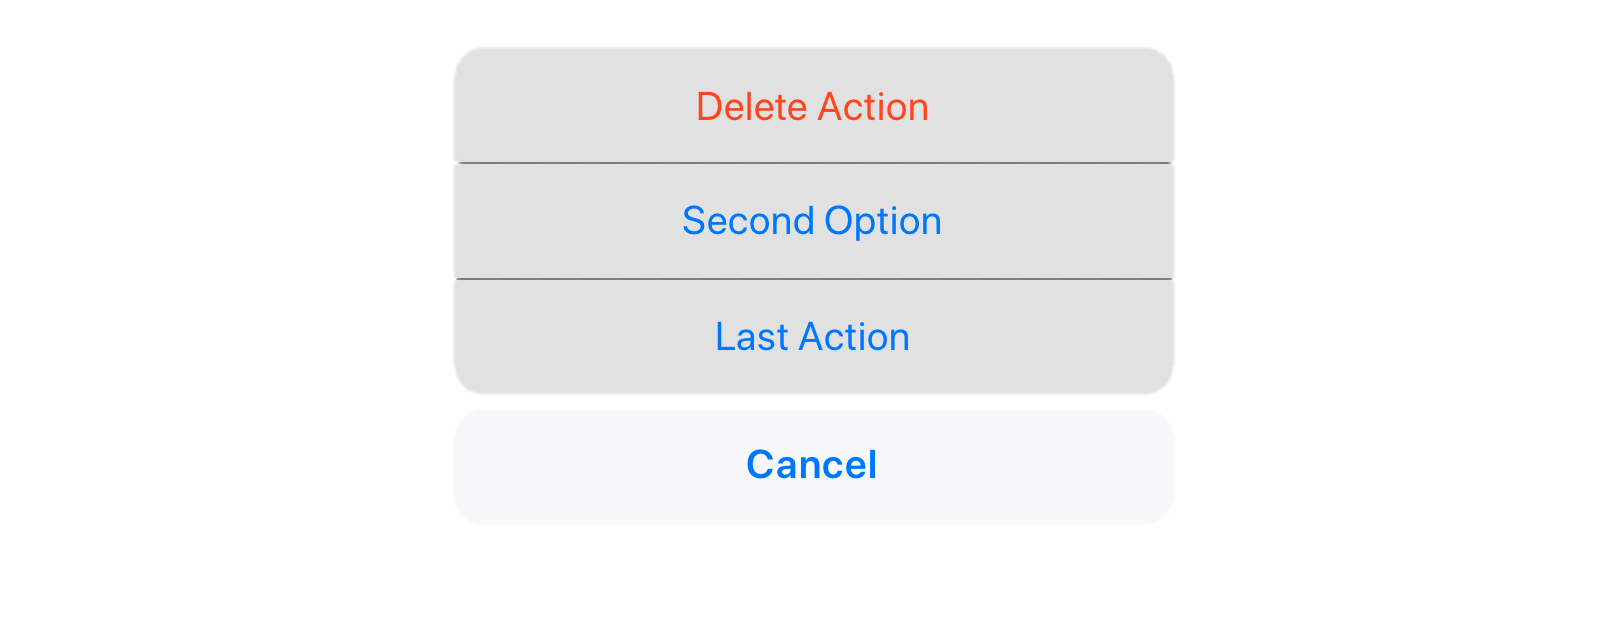 Delete Action
Second Option
Last Action
Cancel